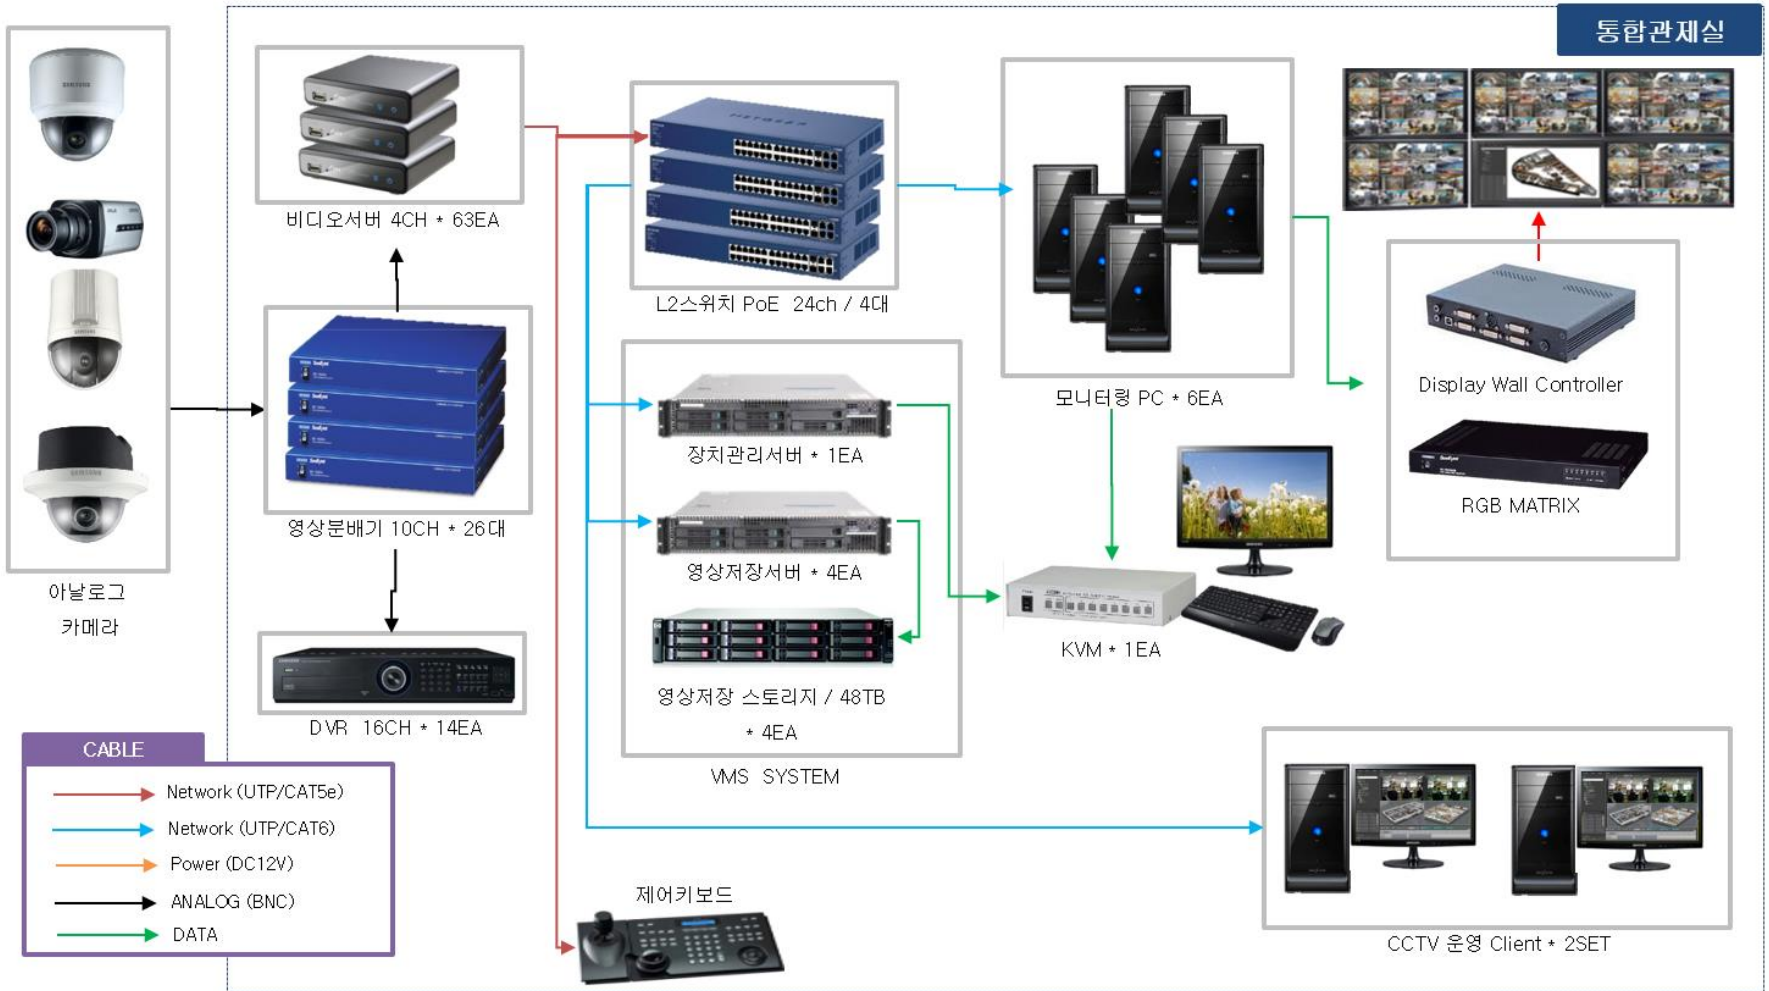 통합관제실
비디오서버 4CH * 63EA
L2스위치 PoE 24ch / 4대
모니터링 PC * 6EA
Display Wall Controller
RGB MATRIX
장치관리서버 * 1EA
영상분배기 10CH * 26대
영상저장서버 * 4EA
아날로그
카메라
KVM * 1EA
영상저장 스토리지 / 48TB
* 4EA
DVR 16CH * 14EA
VMS SYSTEM
CABLE
Network (UTP/CAT5e)
Network (UTP/CAT6)
Power (DC12V)
ANALOG (BNC)
DATA
제어키보드
CCTV 운영 Client * 2SET
SAMSUNG
NETGEAR